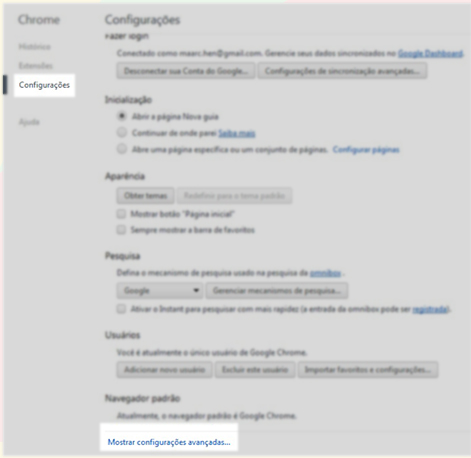 Chrome
Histórico
Extensões
Configurações
Ajuda
Configurações
Fazer login
Conectado como maarc.hen@gmail.com. Gerencie seus dados sincronizados no Google Dashboard.
Desconectar sua Conta do Google... Configurações de sincronização avançadas...
Inicialização
Abrir a página Nova guia
Continuar de onde parei Saiba mais
Abre uma página específica ou um conjunto de páginas. Configurar páginas
Aparência
Obter temas Redefinir para o tema padrão
Mostrar botão "Página inicial"
Sempre mostrar a barra de favoritos
Pesquisa
Defina o mecanismo de pesquisa usado na pesquisa da omnibox.
Google Gerenciar mecanismos de pesquisa...
Ativar o Instant para pesquisar com mais rapidez (a entrada da omnibox pode ser registrada).
Usuários
Você é atualmente o único usuário do Google Chrome.
Adicionar novo usuário Excluir este usuário Importar favoritos e configurações...
Navegador padrão
Atualmente, o navegador padrão é Google Chrome.
Mostrar configurações avançadas...